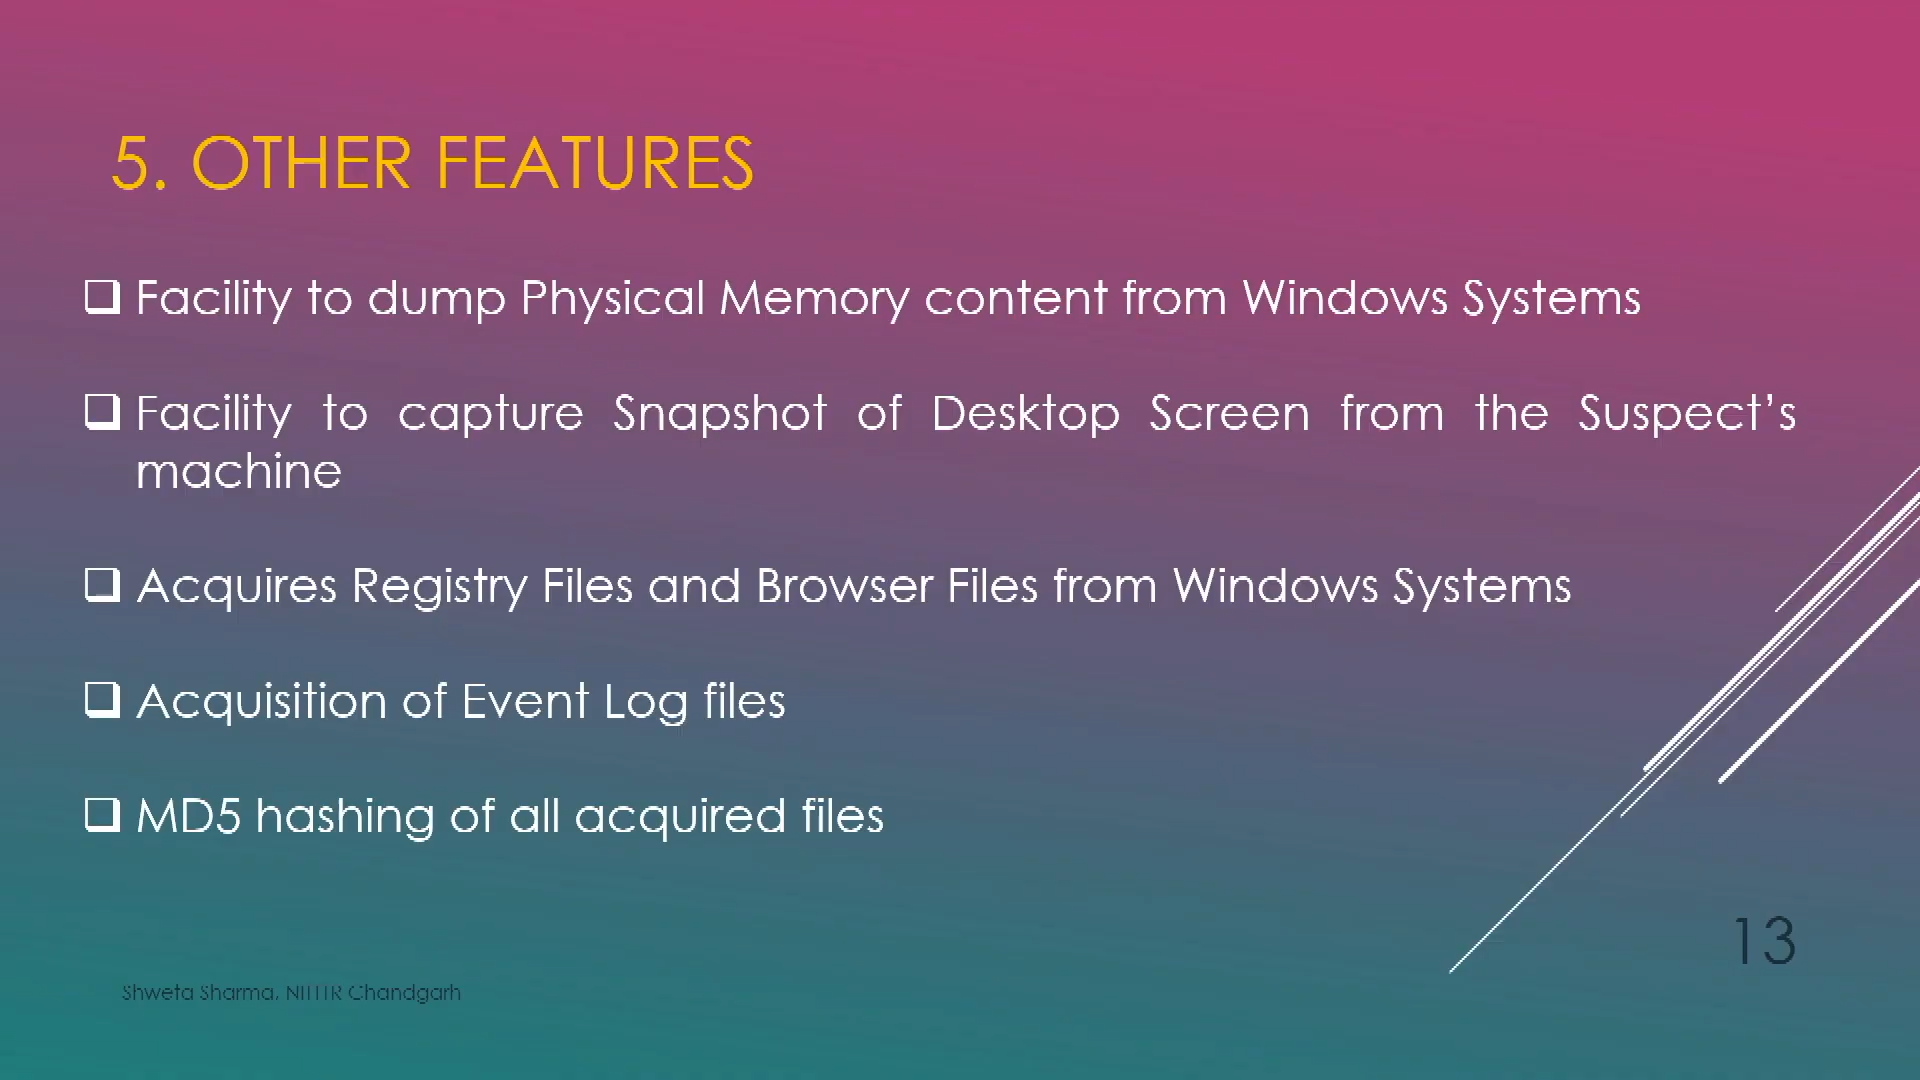 5. OTHER FEATURES
Facility to dump Physical Memory content from Windows Systems
Facility to capture Snapshot of Desktop Screen from the Suspect’s
machine
Acquires Registry Files and Browser Files from Windows Systems
Acquisition of Event Log files
MD5 hashing of all acquired files
13
Shweta Sharma, NITTTR Chandgarh